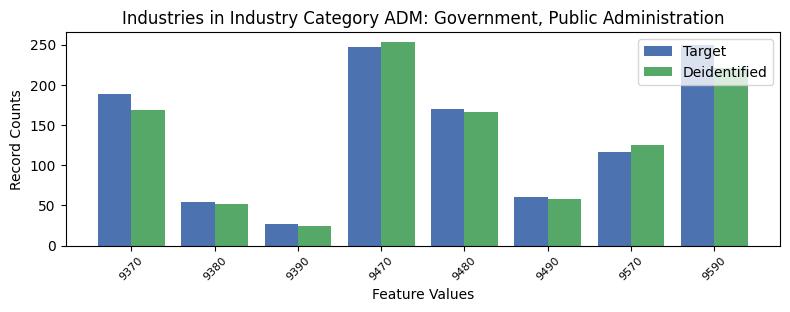 Industries in Industry Category ADM: Government, Public Administration
Record Counts
250
200
150
100
50
0
Target
Deidentified
9370
9380
9390
9470
9480
9490
9570
9590
Feature Values